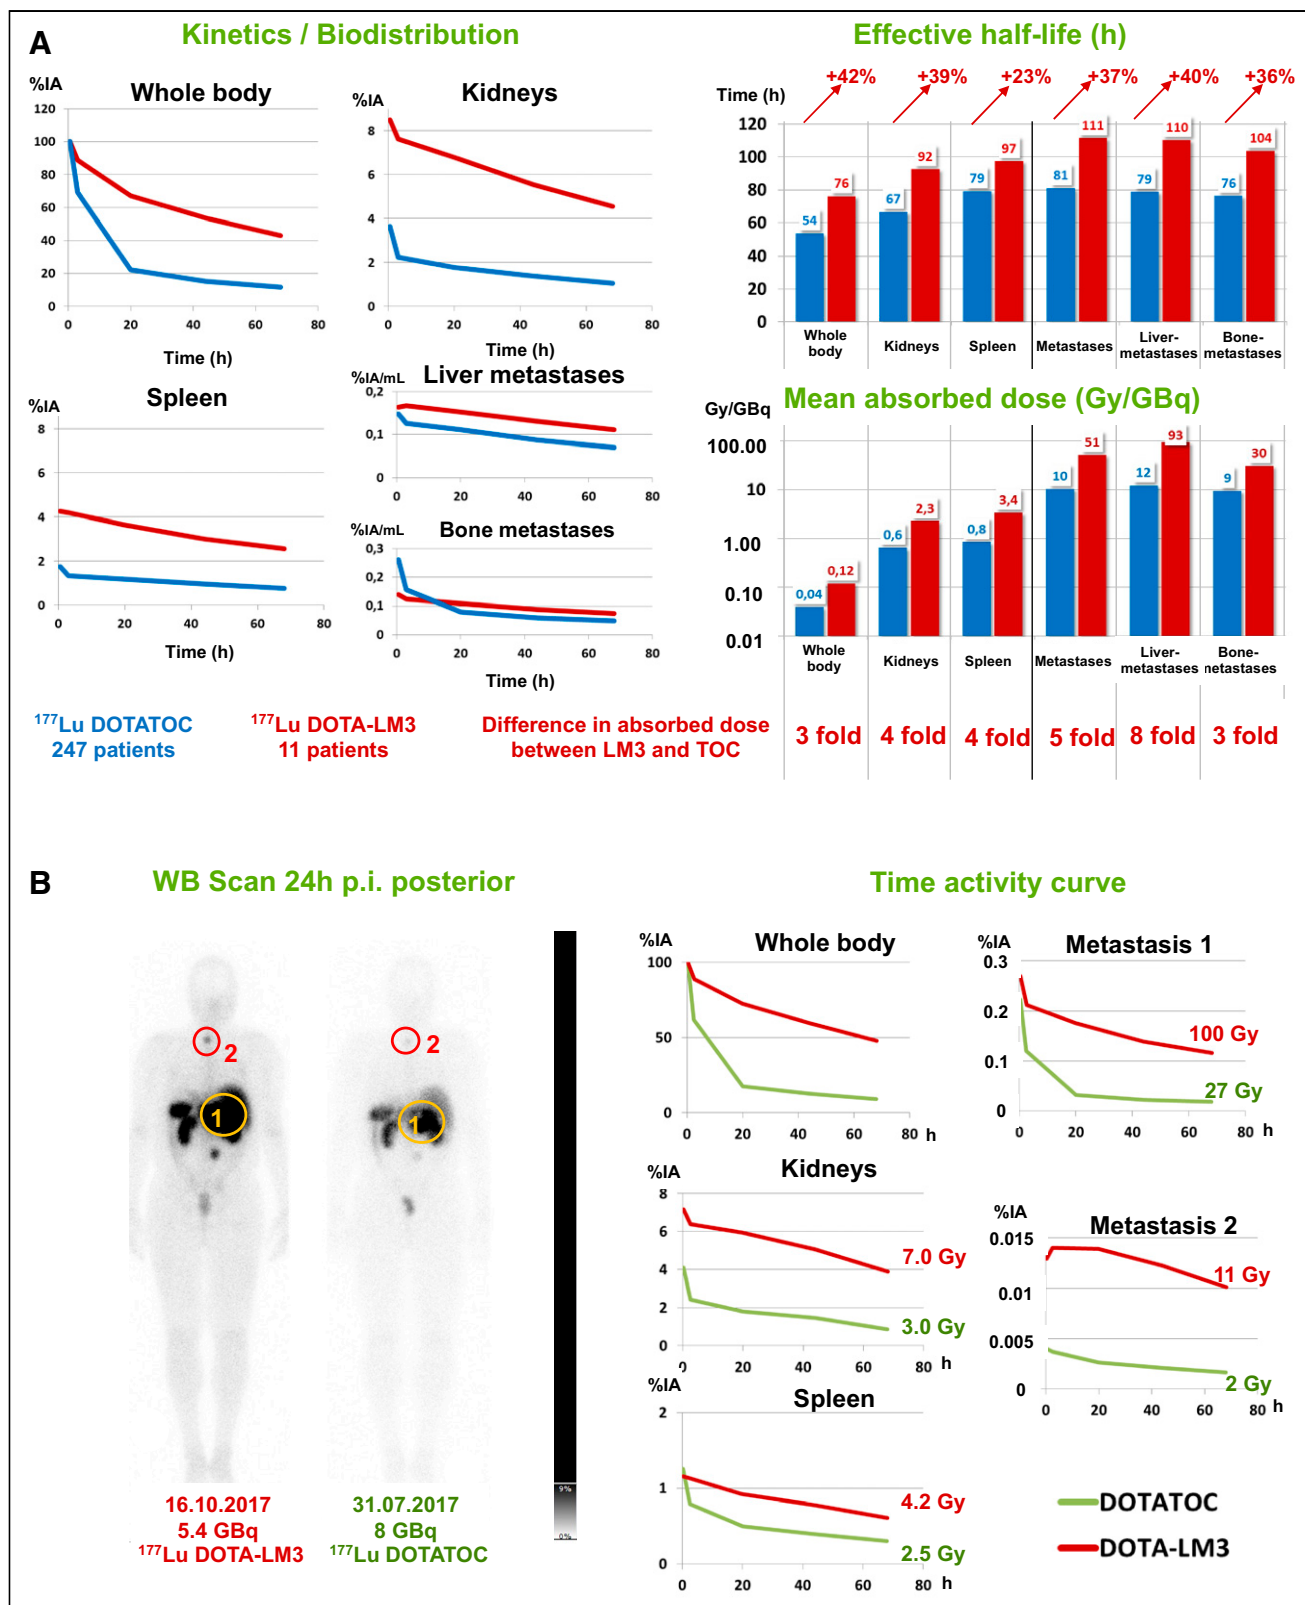 A
Kinetics / Biodistribution
%IA
Whole body
120
100
80
60
40
20
0
0 20 40 60 80
Time (h)
%IA
Kidneys
8
6
4
2
0
0 20 40 60 80
Time (h)
%IA
Spleen
8
6
4
2
0
0 20 40 60 80
Time (h)
%IA/mL
Liver metastases
0,2
0,1
0
0 20 40 60 80
%IA/mL
Bone metastases
0,3
0,2
0,1
0
0 20 40 60 80
Time (h)
Effective half-life (h)
+42% +39% +23% +37% +40% +36%
Time (h)
120
100
80
60
40
20
0
54 76 67 92 79 97 81 111 79 110 76 104
Whole body
Kidneys
Spleen
Metastases
Liver-metastases
Bone-metastases
Mean absorbed dose (Gy/GBq)
Gy/GBq
100.00
10
1.00
0.10
0.01
0,04 0,12 0,6 2,3 0,8 3,4 10 51 12 93 9 30
Whole body
Kidneys
Spleen
Metastases
Liver-metastases
Bone-metastases
177Lu DOTATOC
247 patients
177Lu DOTA-LM3
11 patients
Difference in absorbed dose
between LM3 and TOC
3 fold 4 fold 4 fold 5 fold 8 fold 3 fold
B
WB Scan 24h p.i. posterior
2
1
2
1
9%
0%
16.10.2017
5.4 GBq
177Lu DOTA-LM3
31.07.2017
8 GBq
177Lu DOTATOC
Time activity curve
%IA
Whole body
100
50
0
0 20 40 60 80 h
%IA
Metastasis 1
0.3
0.2
0.1
0
100 Gy
27 Gy
0 20 40 60 80 h
%IA
Kidneys
8
6
4
2
0
7.0 Gy
3.0 Gy
0 20 40 60 80 h
%IA
Metastasis 2
0.015
0.01
0.005
0
11 Gy
2 Gy
0 20 40 60 80 h
%IA
Spleen
2
1
0
4.2 Gy
2.5 Gy
0 20 40 60 80 h
DOTATOC
DOTA-LM3